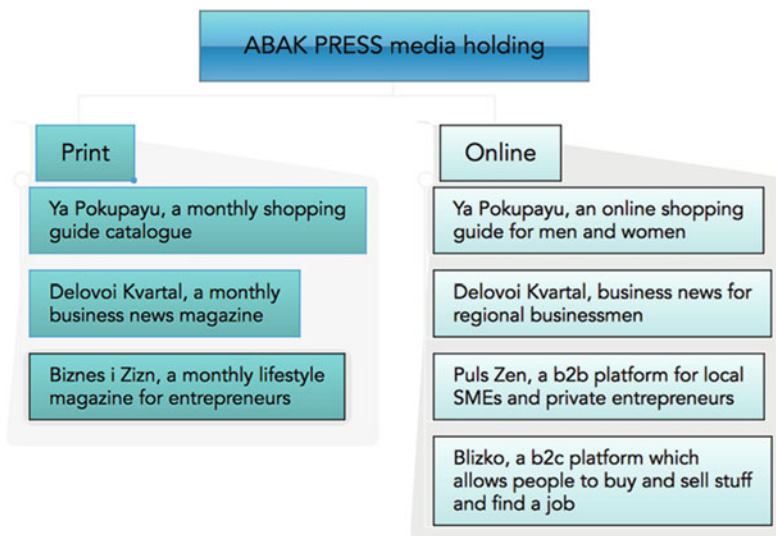 ABAK PRESS media holding
Print
Ya Pokupayu, a monthly shopping
guide catalogue
Delovoi Kvartal, a monthly
business news magazine
Biznes i Zizn, a monthly lifestyle
magazine for entrepreneurs
Online
Ya Pokupayu, an online shopping
guide for men and women
Delovoi Kvartal, business news for
regional businessmen
Puls Zen, a b2b platform for local
SMEs and private entrepreneurs
Blizko, a b2c platform which
allows people to buy and sell stuff
and find a job